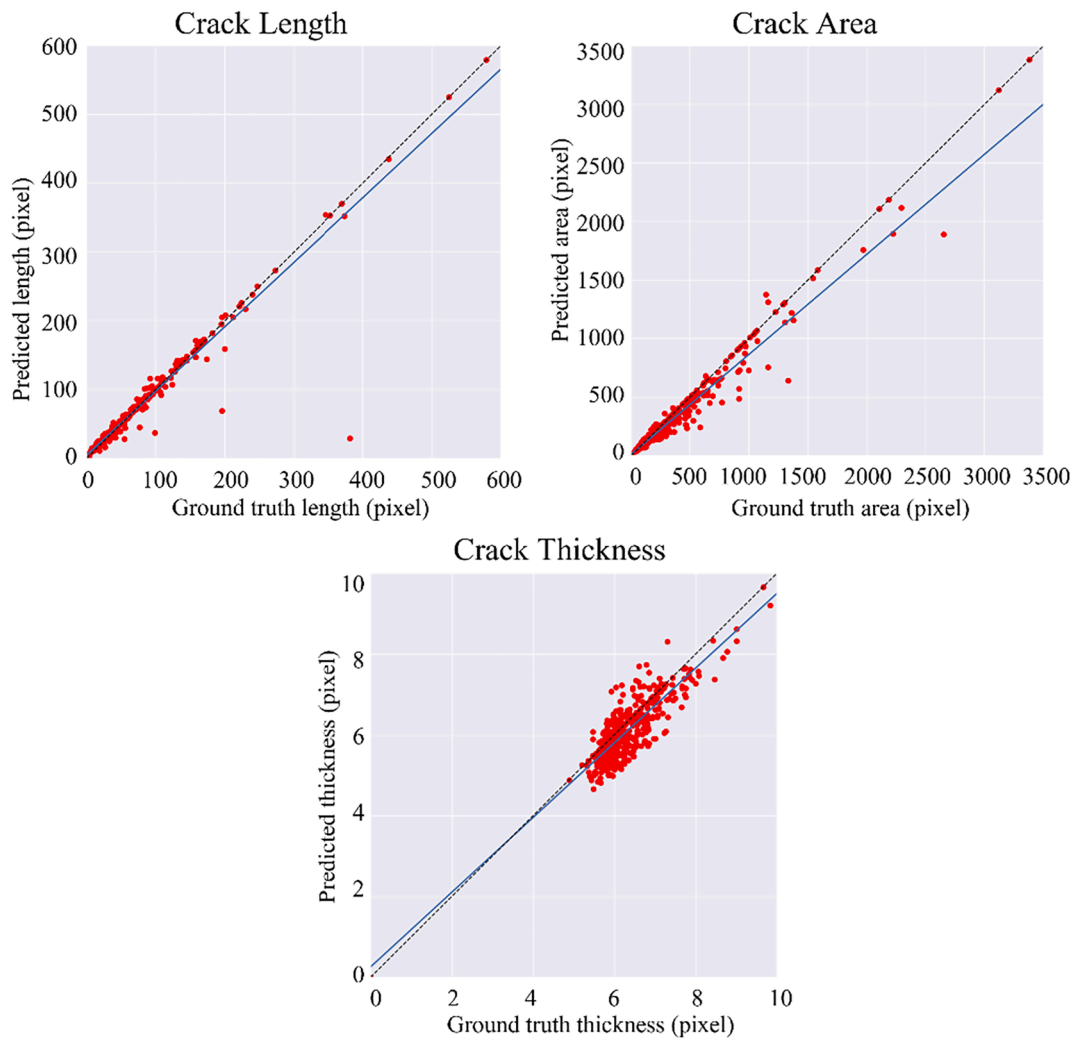 Crack Length
600
500
400
300
200
100
0
0 100 200 300 400 500 600
Predicted length (pixel)
Ground truth length (pixel)
Crack Area
3500
3000
2500
2000
1500
1000
500
0
0 500 1000 1500 2000 2500 3000 3500
Predicted area (pixel)
Ground truth area (pixel)
Crack Thickness
10
8
6
4
2
0
0 2 4 6 8 10
Predicted thickness (pixel)
Ground truth thickness (pixel)